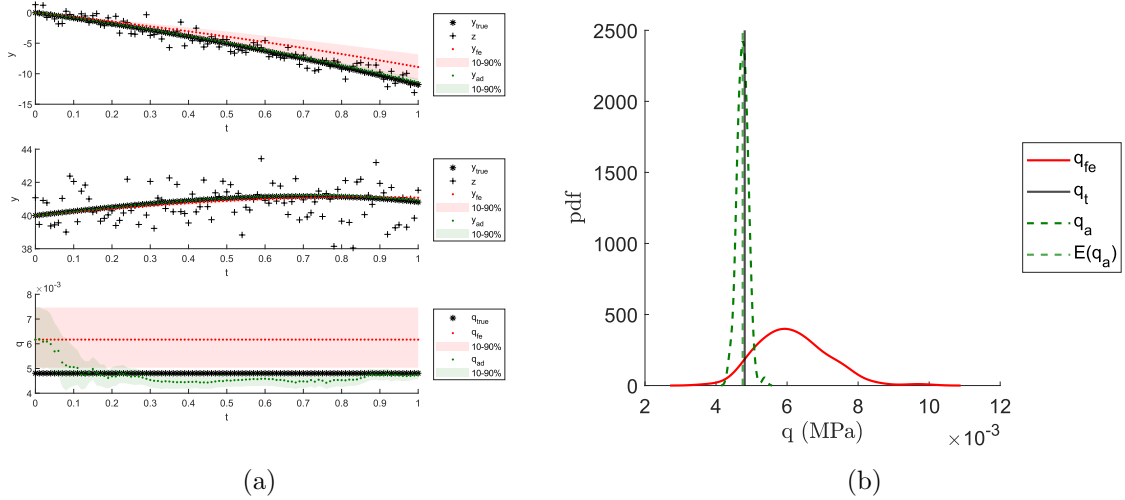 y
0
-5
-10
-15
0 0.1 0.2 0.3 0.4 0.5 0.6 0.7 0.8 0.9 1
t
y_true
z
y_fe
10-90%
y_ad
10-90%
y
42
40
38
0 0.1 0.2 0.3 0.4 0.5 0.6 0.7 0.8 0.9 1
t
y_true
z
y_fe
10-90%
y_ad
10-90%
×10⁻³
q
8
7
6
5
4
0 0.1 0.2 0.3 0.4 0.5 0.6 0.7 0.8 0.9 1
t
q_true
q_fe
10-90%
q_ad
10-90%
(a)
pdf
2500
2000
1500
1000
500
0
2 4 6 8 10 12
q (MPa)
×10⁻³
q_fe
q_t
q_a
E(q_a)
(b)